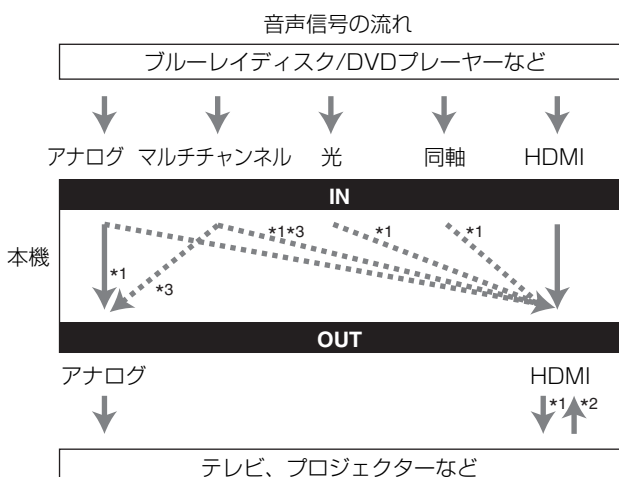 音声信号の流れ
ブルーレイディスク/DVDプレーヤーなど
アナログ マルチチャンネル 光 同軸 HDMI
IN
*1*3 *1 *1
本機
*1
*3
OUT
アナログ HDMI
*1 *2
テレビ、プロジェクターなど